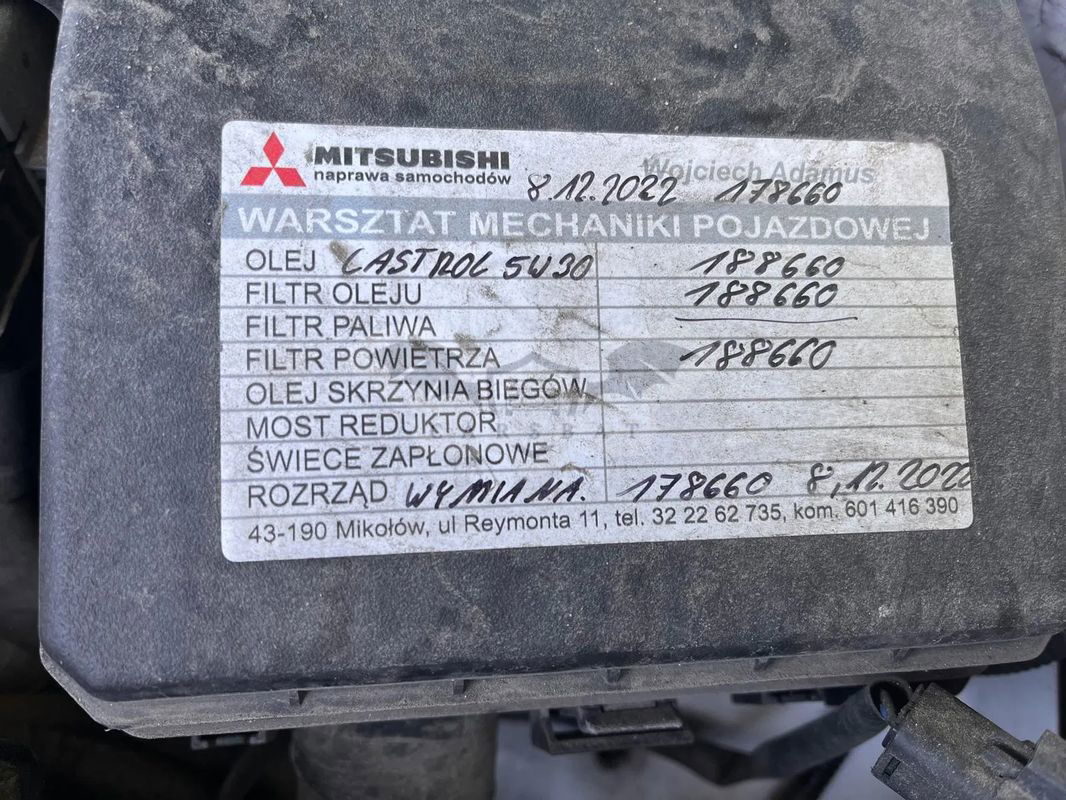 MITSUBISHI
naprawa samochodów
Wojciech Adamus
8.12.2022 178660
WARSZTAT MECHANIKI POJAZDOWEJ
OLEJ CASTROL 5W30 188660
FILTR OLEJU 188660
FILTR PALIWA
FILTR POWIETRZA 188660
OLEJ SKRZYNIA BIEGÓW
MOST REDUKTOR
ŚWIECE ZAPŁONOWE
ROZRZĄD WYMIANA. 178660 8,12.2022
43-190 Mikołów, ul Reymonta 11, tel. 32 22 62 735, kom. 601 416 390